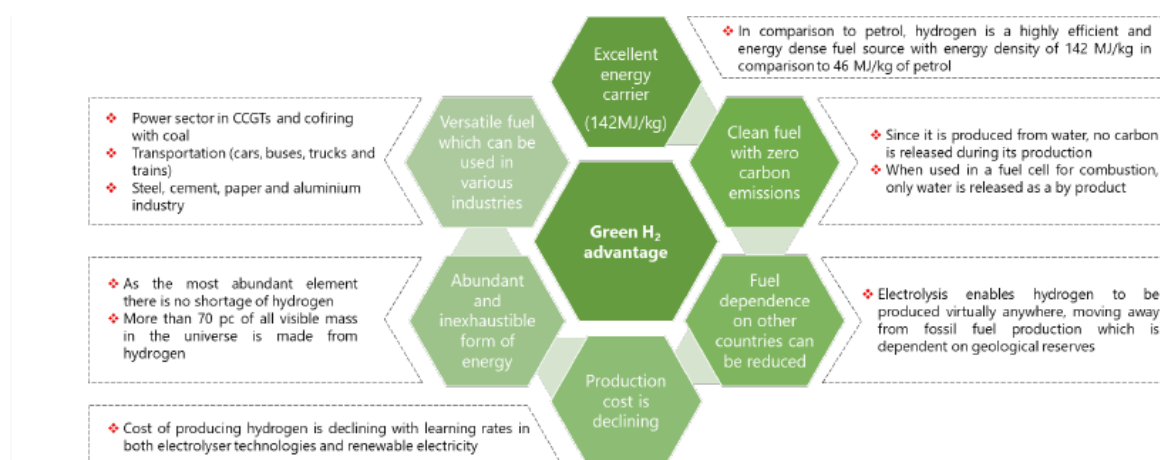 Excellent
energy
carrier
(142MJ/kg)
❖ In comparison to petrol, hydrogen is a highly efficient and
energy dense fuel source with energy density of 142 MJ/kg in
comparison to 46 MJ/kg of petrol
❖ Power sector in CCGTs and cofiring
with coal
❖ Transportation (cars, buses, trucks and
trains)
❖ Steel, cement, paper and aluminium
industry
Versatile fuel
which can be
used in
various
industries
Clean fuel
with zero
carbon
emissions
❖ Since it is produced from water, no carbon
is released during its production
❖ When used in a fuel cell for combustion,
only water is released as a by product
Green H₂
advantage
❖ As the most abundant element
there is no shortage of hydrogen
❖ More than 70 pc of all visible mass
in the universe is made from
hydrogen
Abundant
and
inexhaustible
form of
energy
Fuel
dependence
on other
countries can
be reduced
❖ Electrolysis enables hydrogen to be
produced virtually anywhere, moving away
from fossil fuel production which is
dependent on geological reserves
Production
cost is
declining
❖ Cost of producing hydrogen is declining with learning rates in
both electrolyser technologies and renewable electricity